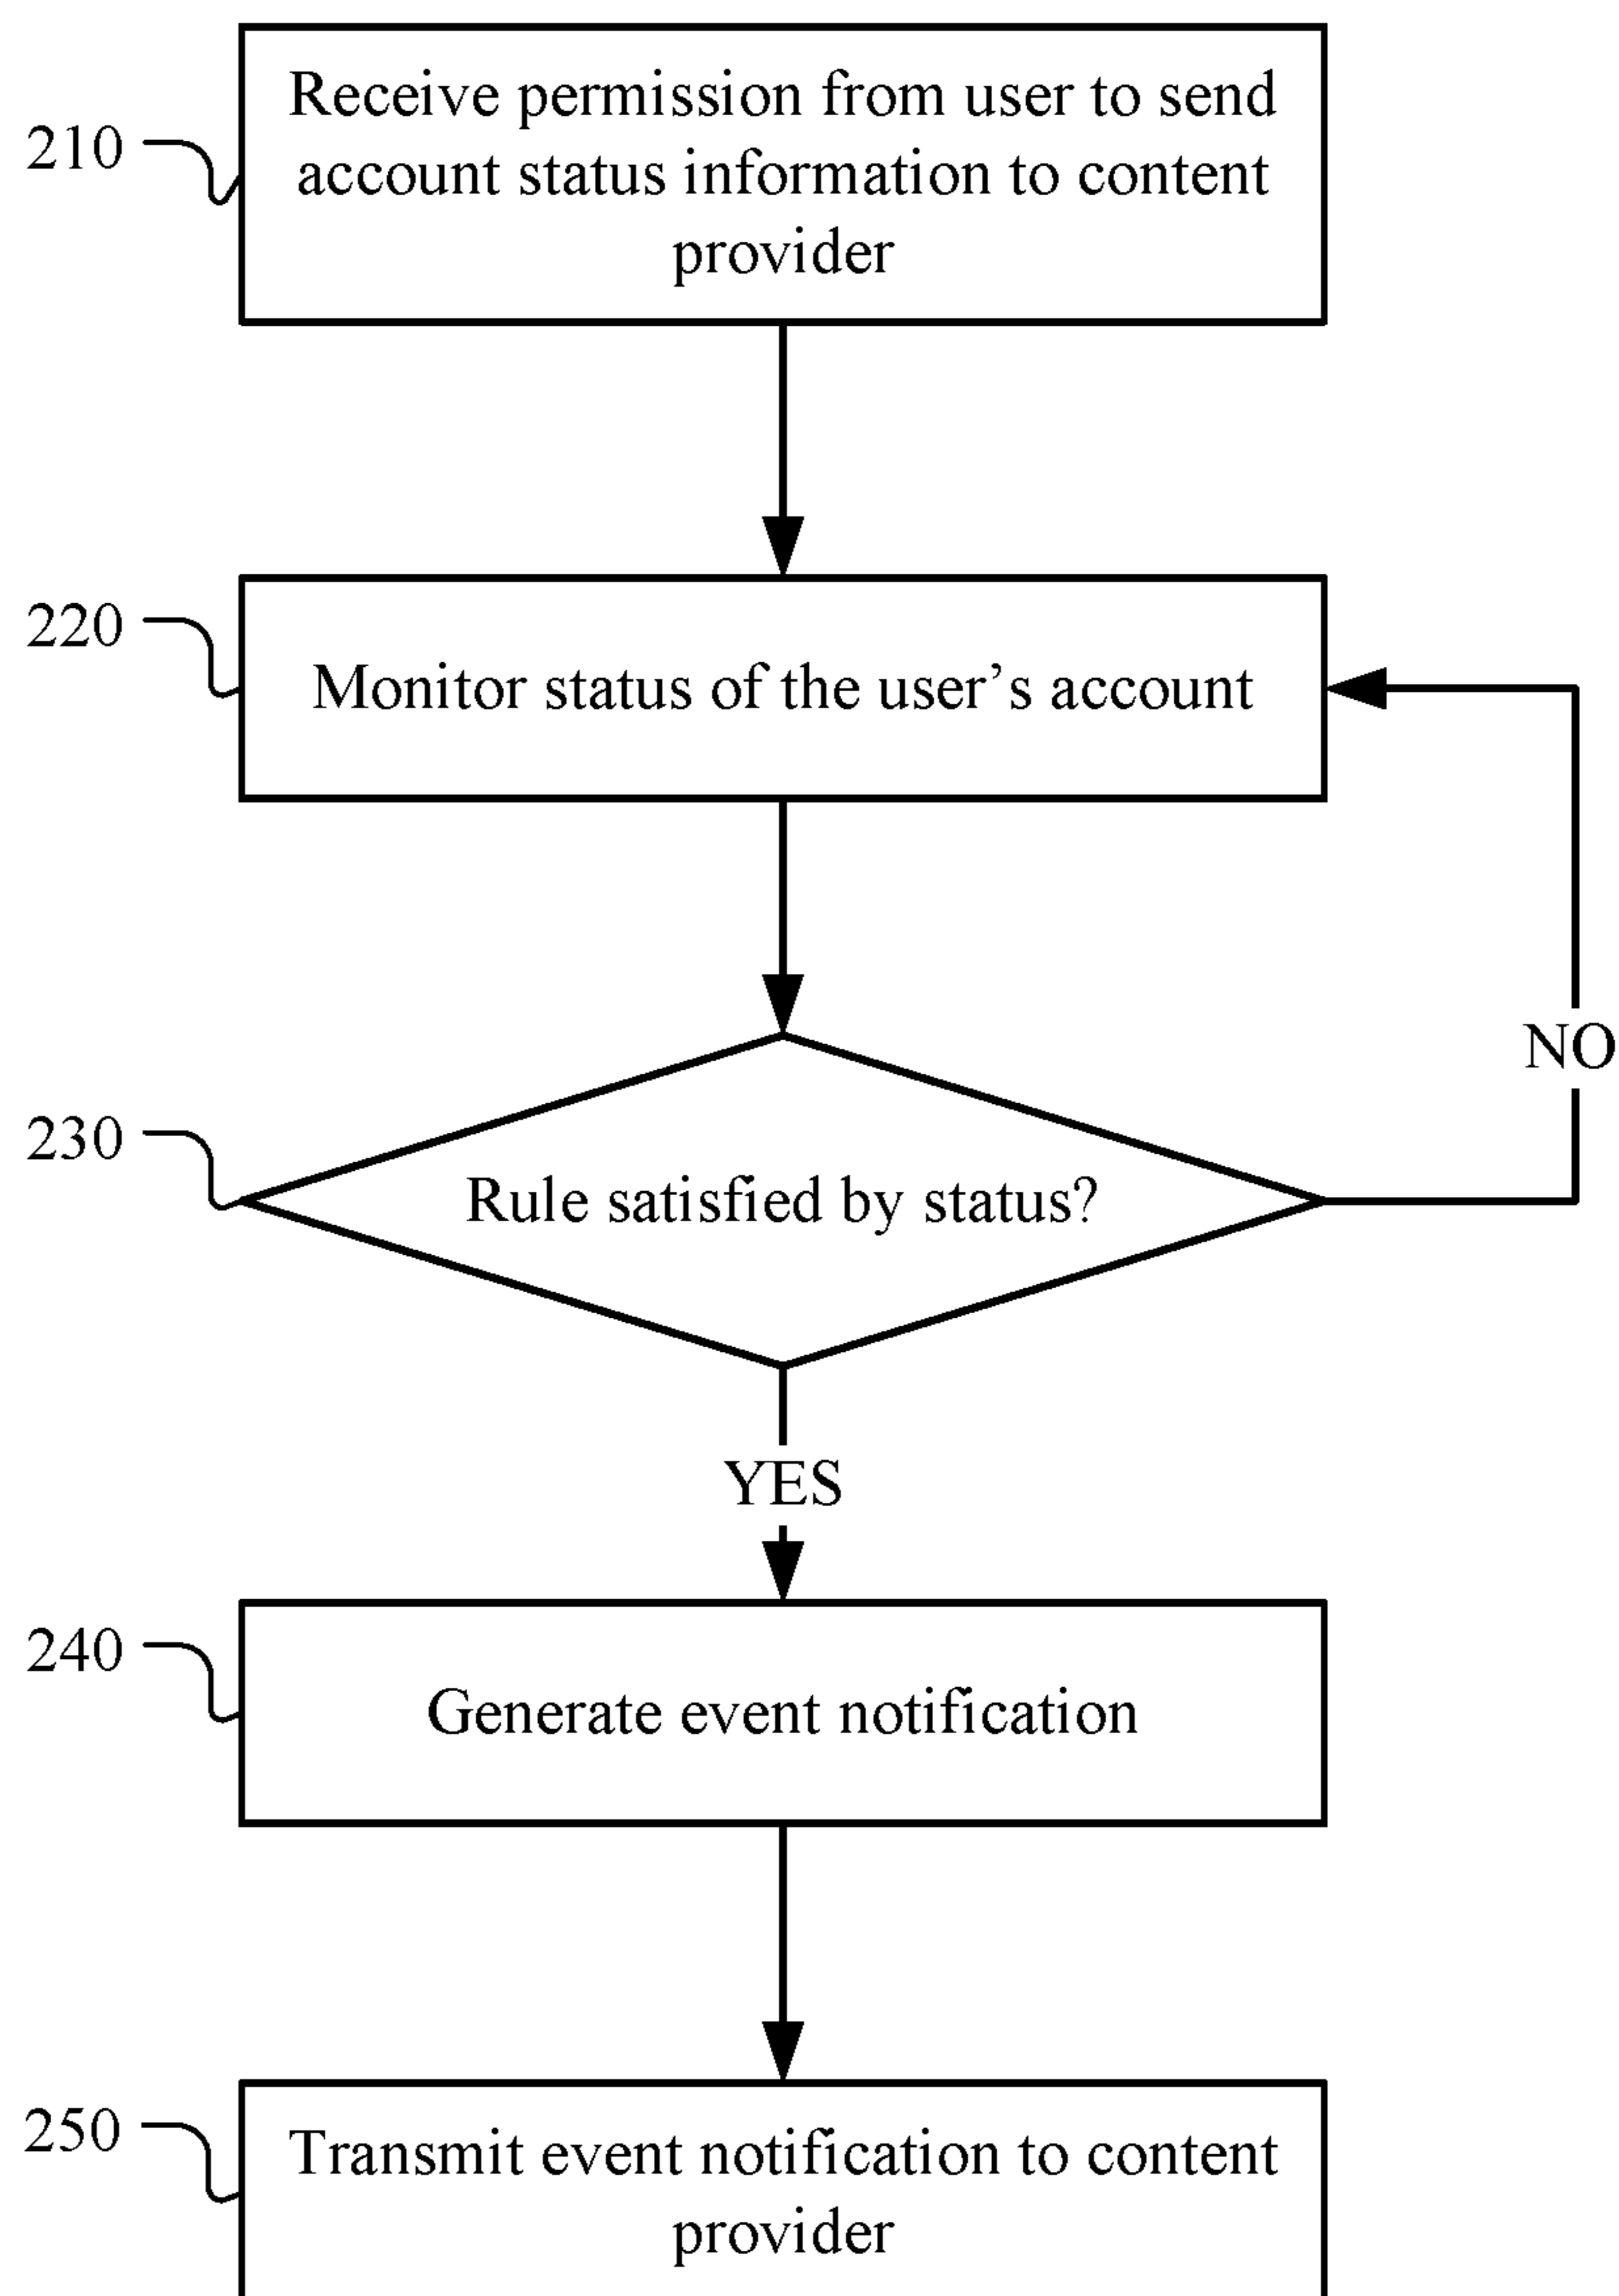 210
Receive permission from user to send
account status information to content
provider
220
Monitor status of the user’s account
NO
230
Rule satisfied by status?
YES
240
Generate event notification
250
Transmit event notification to content
provider